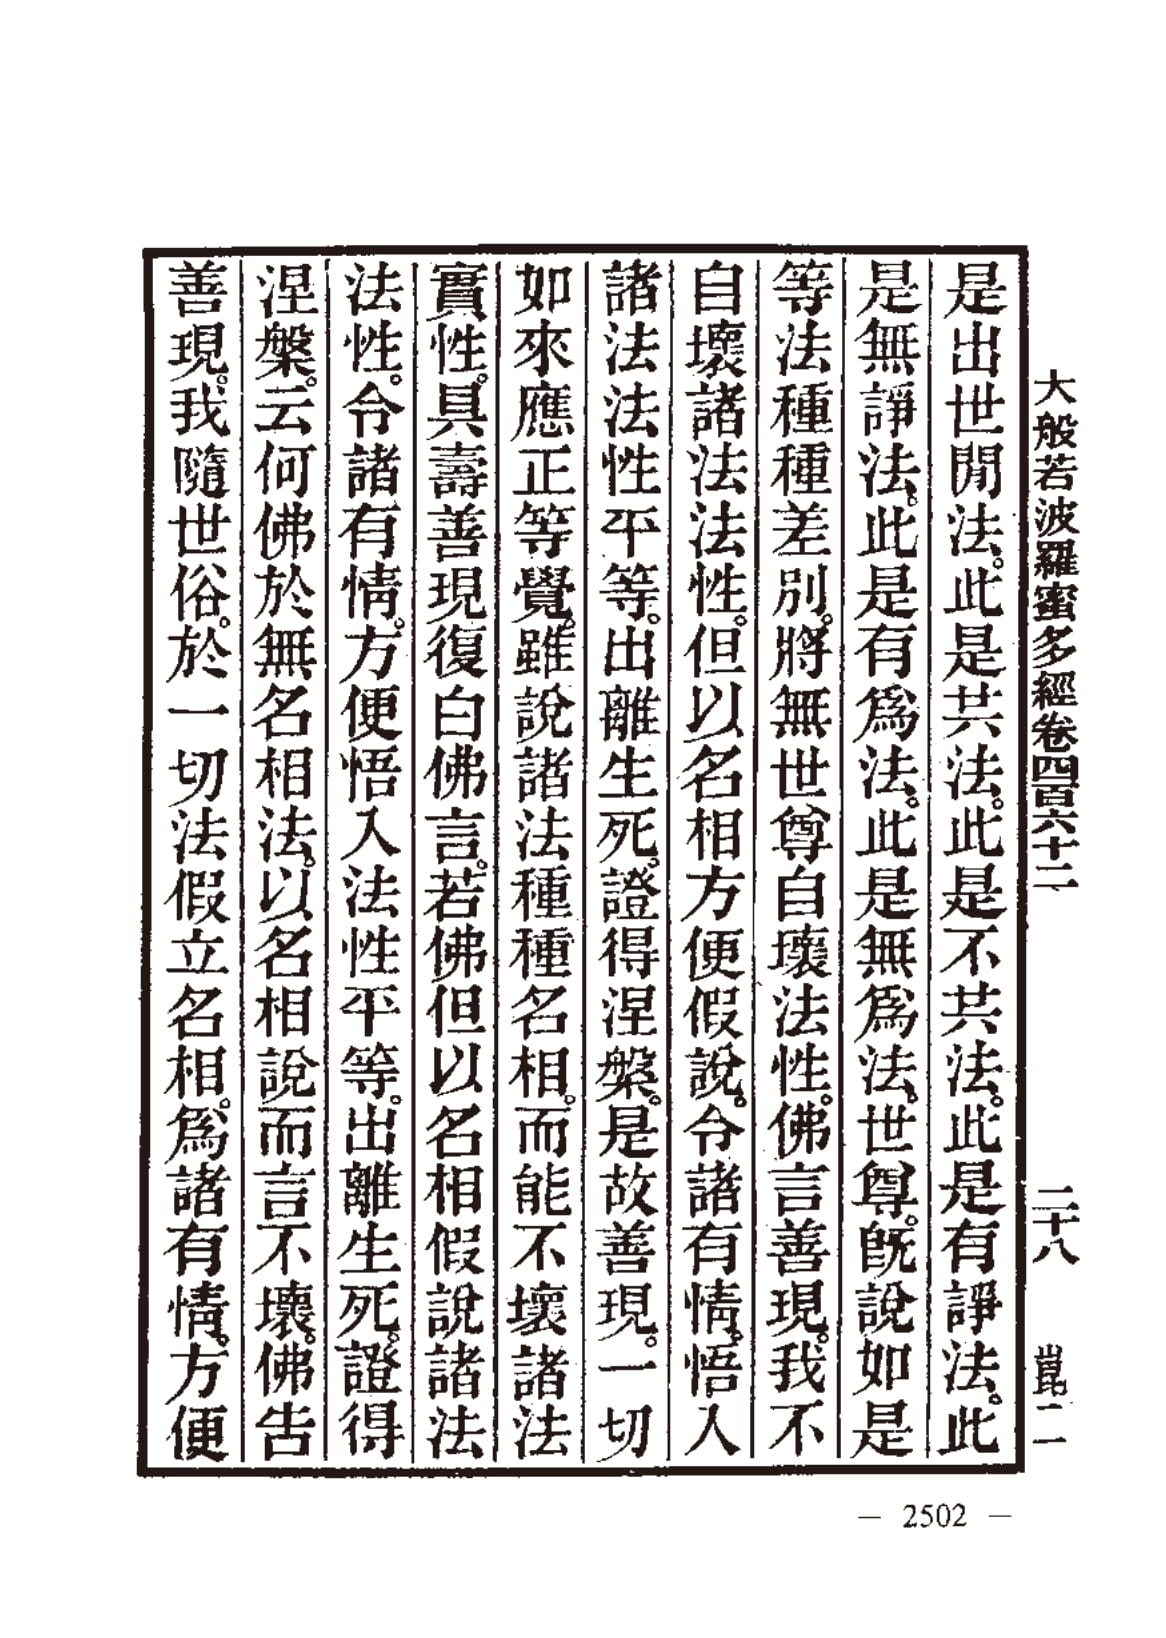 大般若波羅蜜多經卷四百六十二 二十八 崑二一
是出世閒法。此是共法。此是不共法。此是有諍法。此
是無諍法。此是有爲法。此是無爲法。世尊。旣說如是
等法種種差別。將無世尊自壞法性。佛言善現。我不
自壞諸法法性。但以名相方便假說。令諸有情。悟入
諸法法性平等。出離生死。證得涅槃。是故善現。一切
如來應正等覺。雖說諸法種種名相。而能不壞諸法
實性。具壽善現復白佛言。若佛但以名相假說諸法
法性。令諸有情。方便悟入法性平等。出離生死。證得
涅槃。云何佛於無名相法。以名相說而言不壞。佛告
善現。我隨世俗。於一切法假立名相。爲諸有情。方便
— 2502 —